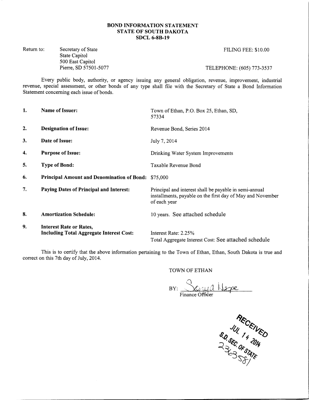 BOND INFORMATION STATEMENT
STATE OF SOUTH DAKOTA
SDCL 6-8B-19
Return to: Secretary of State FILING FEE: $10.00
State Capitol
500 East Capitol
Pierre, SD 57501-5077 TELEPHONE: (605) 773-3537
Every public body, authority, or agency issuing any general obligation, revenue, improvement, industrial
revenue, special assessment, or other bonds of any type shall file with the Secretary of State a Bond Information
Statement concerning each issue of bonds.
1. Name of Issuer: Town of Ethan, P.O. Box 25, Ethan, SD,
57334
2. Designation of Issue: Revenue Bond, Series 2014
3. Date of Issue: July 7, 2014
4. Purpose of Issue: Drinking Water System Improvements
5. Type of Bond: Taxable Revenue Bond
6. Principal Amount and Denomination of Bond: $75,000
7. Paying Dates of Principal and Interest: Principal and interest shall be payable in semi-annual
installments, payable on the first day of May and November
of each year
8. Amortization Schedule: 10 years. See attached schedule
9. Interest Rate or Rates,
Including Total Aggregate Interest Cost: Interest Rate: 2.25%
Total Aggregate Interest Cost: See attached schedule
This is to certify that the above information pertaining to the Town of Ethan, Ethan, South Dakota is true and
correct on this 7th day of July, 2014.
TOWN OF ETHAN
BY:
Finance Officer
RECEIVED
JUL 14 2014
S.D. SEC. OF STATE
2363581